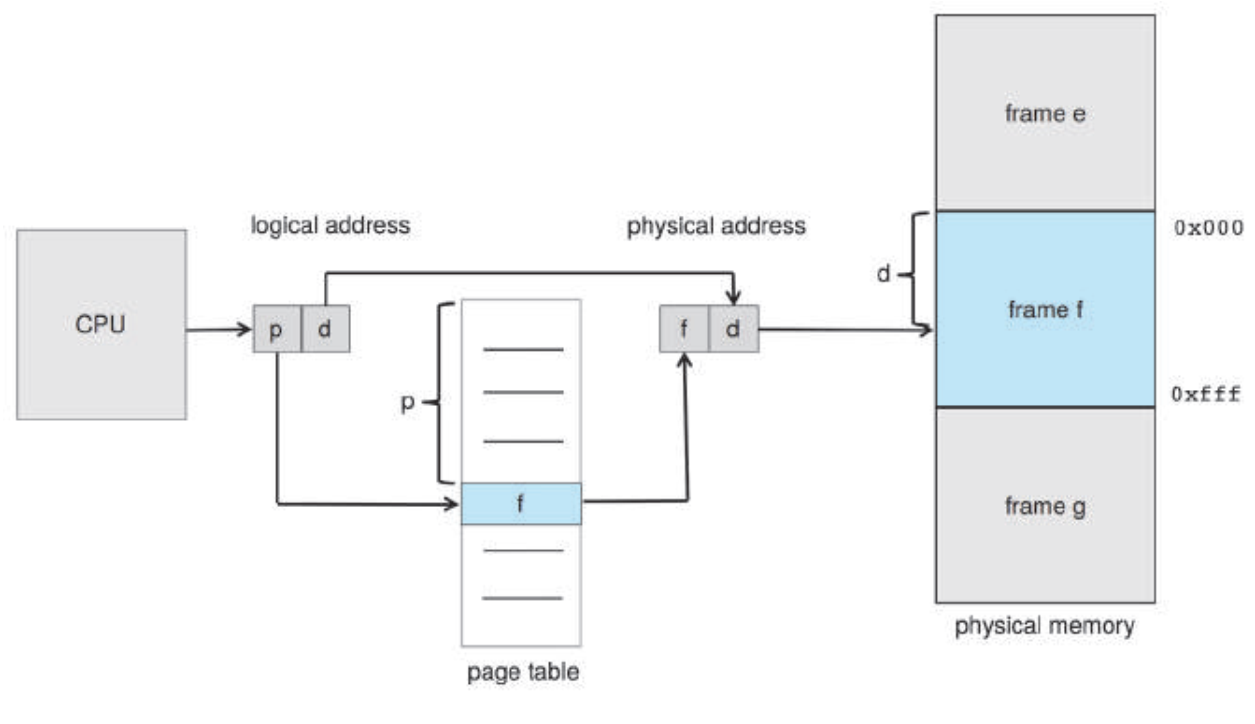 frame e
logical address
physical address
0x000
d
CPU
p d
f d
frame f
p
0xfff
f
frame g
physical memory
page table